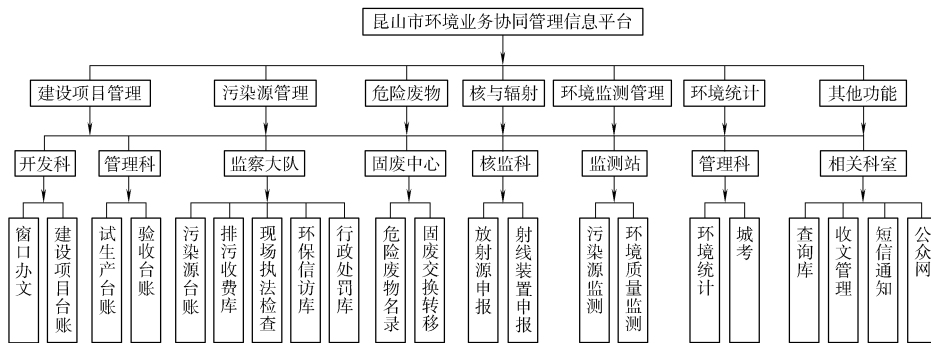 昆山市环境业务协同管理信息平台
建设项目管理
污染源管理
危险废物
核与辐射
环境监测管理
环境统计
其他功能
开发科
管理科
监察大队
固废中心
核监科
监测站
管理科
相关科室
窗口办文
建设项目台账
试生产台账
验收台账
污染源台账
排污收费库
现场执法检查
环保信访库
行政处罚库
危险废物名录
固废交换转移
放射源申报
射线装置申报
污染源监测
环境质量监测
环境统计
城考
查询库
收文管理
短信通知
公众网